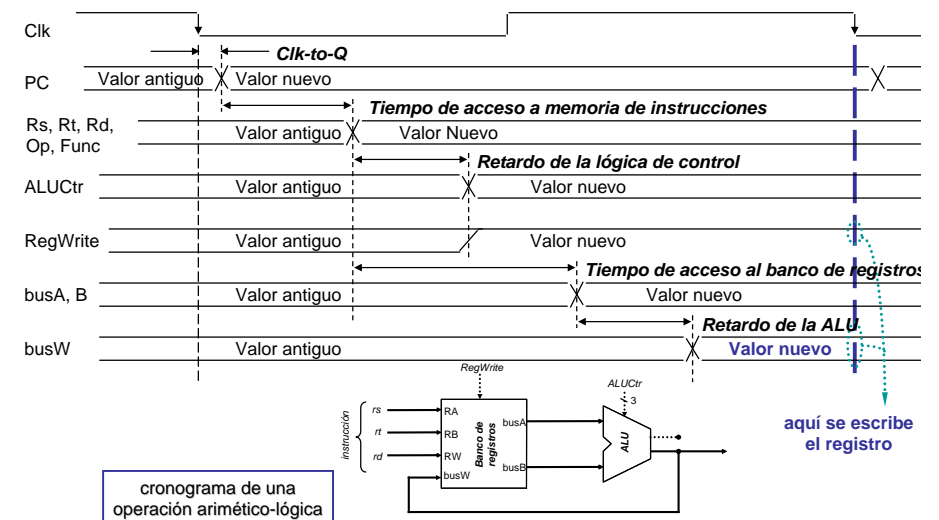 Clk
Clk-to-Q
PC
Valor antiguo
Valor nuevo
Tiempo de acceso a memoria de instrucciones
Rs, Rt, Rd,
Op, Func
Valor antiguo
Valor Nuevo
Retardo de la lógica de control
ALUCtr
Valor antiguo
Valor nuevo
RegWrite
Valor antiguo
Valor nuevo
Tiempo de acceso al banco de registros
busA, B
Valor antiguo
Valor nuevo
Retardo de la ALU
busW
Valor antiguo
Valor nuevo
RegWrite
ALUCtr
3
instrucción
rs
rt
rd
RA
RB
RW
busW
Banco de
registros
busA
busB
ALU
aquí se escribe
el registro
cronograma de una
operación arimético-lógica